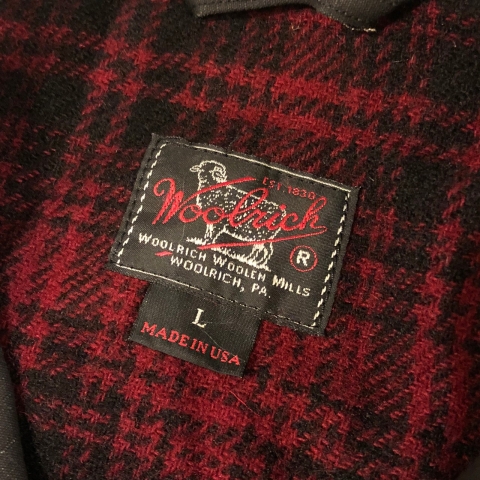 EST. 1830
Woolrich
®
WOOLRICH WOOLEN MILLS
WOOLRICH, PA.
L
MADE IN USA